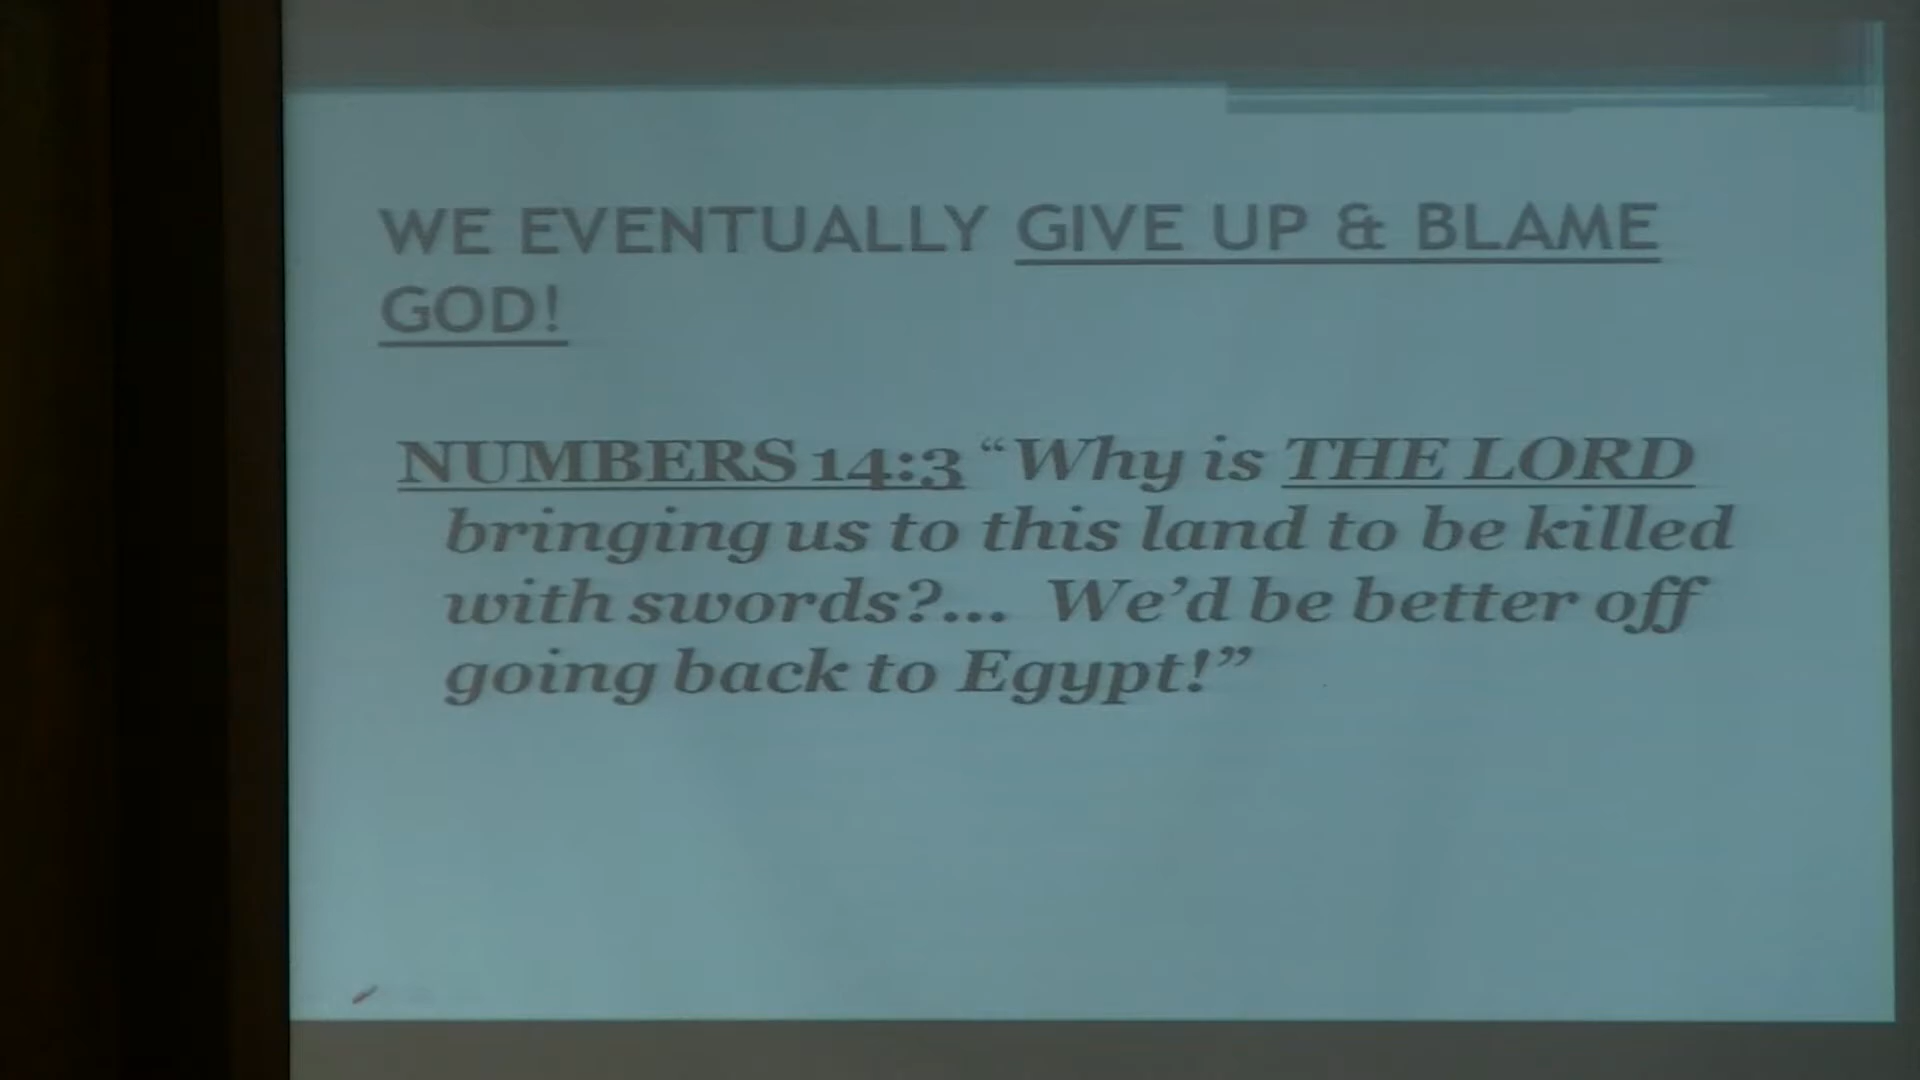 WE EVENTUALLY GIVE UP & BLAME
GOD!
NUMBERS 14:3 “Why is THE LORD
bringing us to this land to be killed
with swords?... We’d be better off
going back to Egypt!”